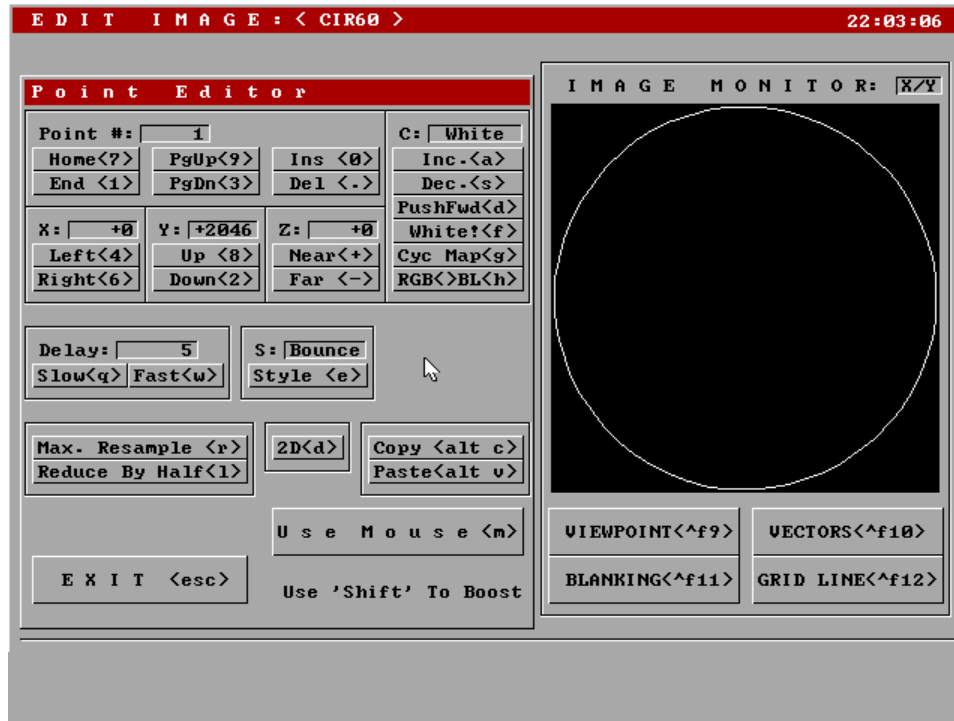 E D I T   I M A G E : < CIR60 >   22:03:06
P o i n t   E d i t o r
Point #: 1
Home<7> PgUp<9> Ins <0>
End <1> PgDn<3> Del <.>
X: +0 Y: +2046 Z: +0
Left<4> Up <8> Near<+>
Right<6> Down<2> Far <->
C: White
Inc.<a>
Dec.<s>
PushFwd<d>
White!<f>
Cyc Map<g>
RGB<>BL<h>
Delay: 5
Slow<q> Fast<w>
S: Bounce
Style <e>
Max. Resample <r>
Reduce By Half<l>
2D<d>
Copy <alt c>
Paste<alt v>
U s e   M o u s e <m>
E X I T <esc>
Use 'Shift' To Boost
I M A G E   M O N I T O R: X/Y
VIEWPOINT<^f9> VECTORS<^f10>
BLANKING<^f11> GRID LINE<^f12>